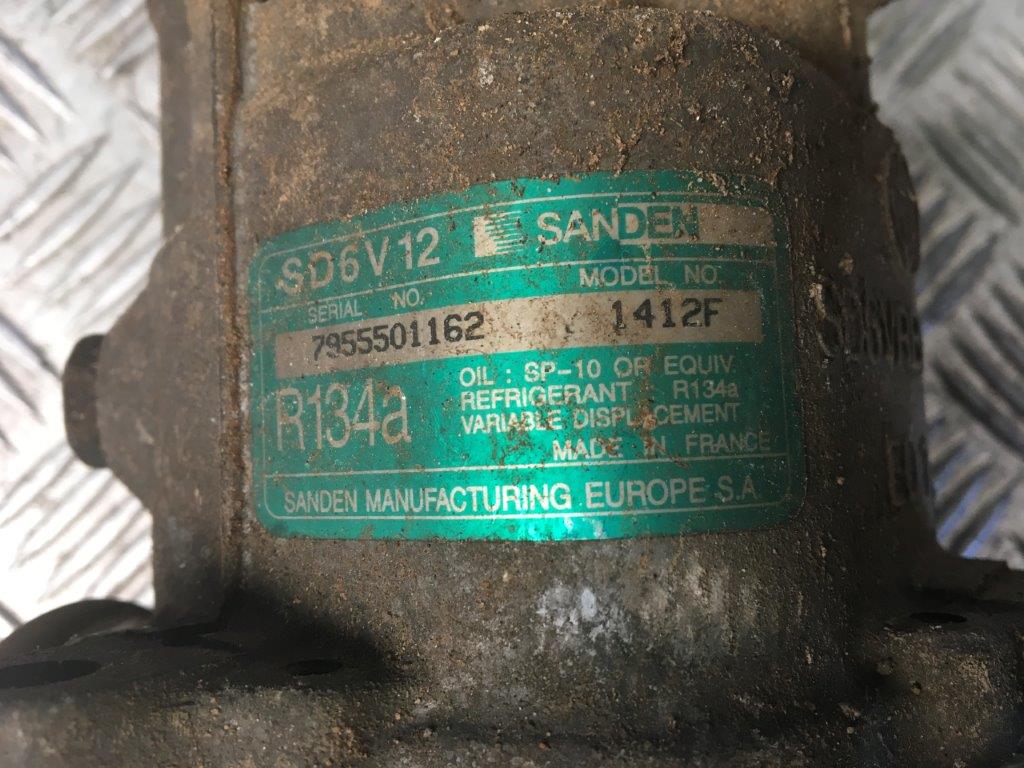 SD6V12 SANDEN
SERIAL NO. MODEL NO.
7955501162 1412F
R134a
OIL : SP-10 OR EQUIV.
REFRIGERANT R134a
VARIABLE DISPLACEMENT
MADE IN FRANCE
SANDEN MANUFACTURING EUROPE S.A.